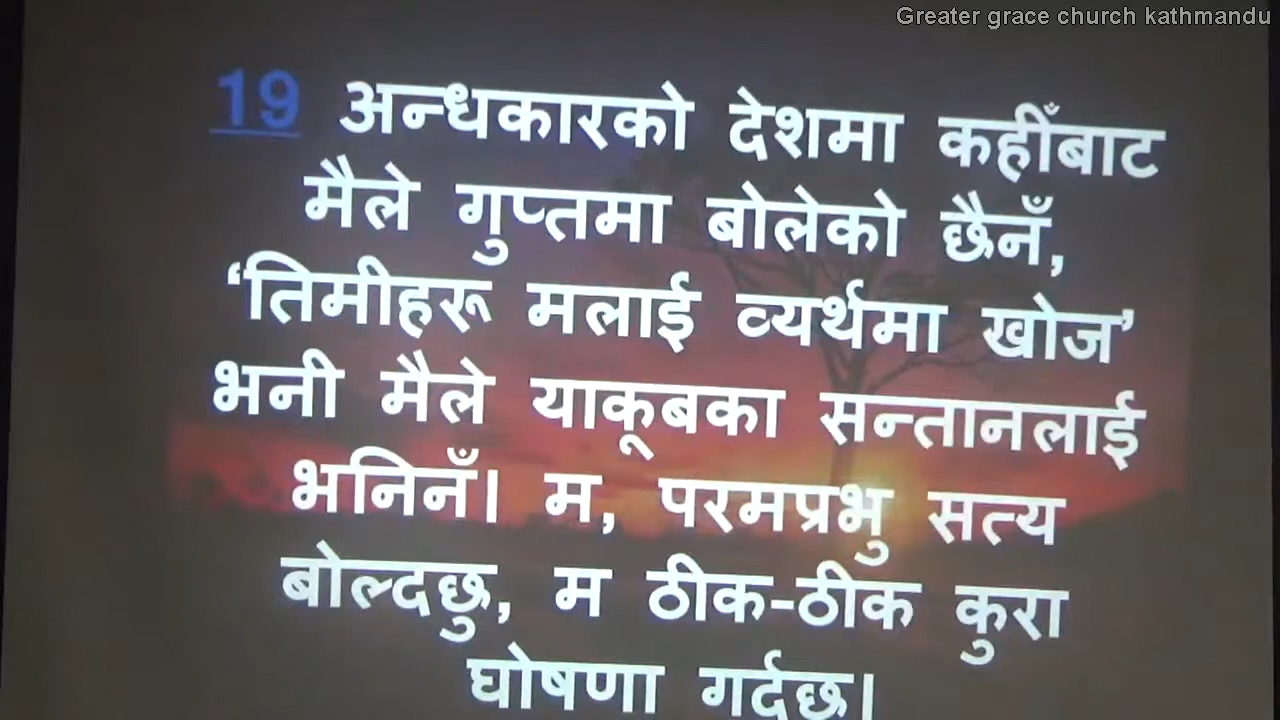 Greater grace church kathmandu
19 अन्धकारको देशमा कहीँबाट
मैले गुप्तमा बोलेको छैनँ,
‘तिमीहरू मलाई व्यर्थमा खोज’
भनी मैले याकूबका सन्तानलाई
भनिनँ। म, परमप्रभु सत्य
बोल्दछु, म ठीक-ठीक कुरा
घोषणा गर्दछु।